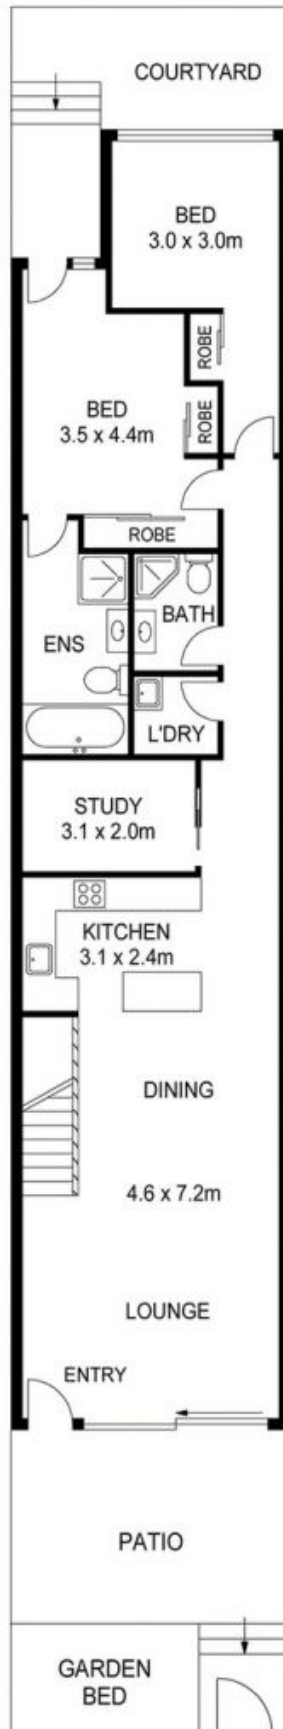 COURTYARD
BED
3.0 x 3.0m
ROBE
BED
3.5 x 4.4m
ROBE
ROBE
BATH
ENS
L'DRY
STUDY
3.1 x 2.0m
KITCHEN
3.1 x 2.4m
DINING
4.6 x 7.2m
LOUNGE
ENTRY
PATIO
GARDEN
BED